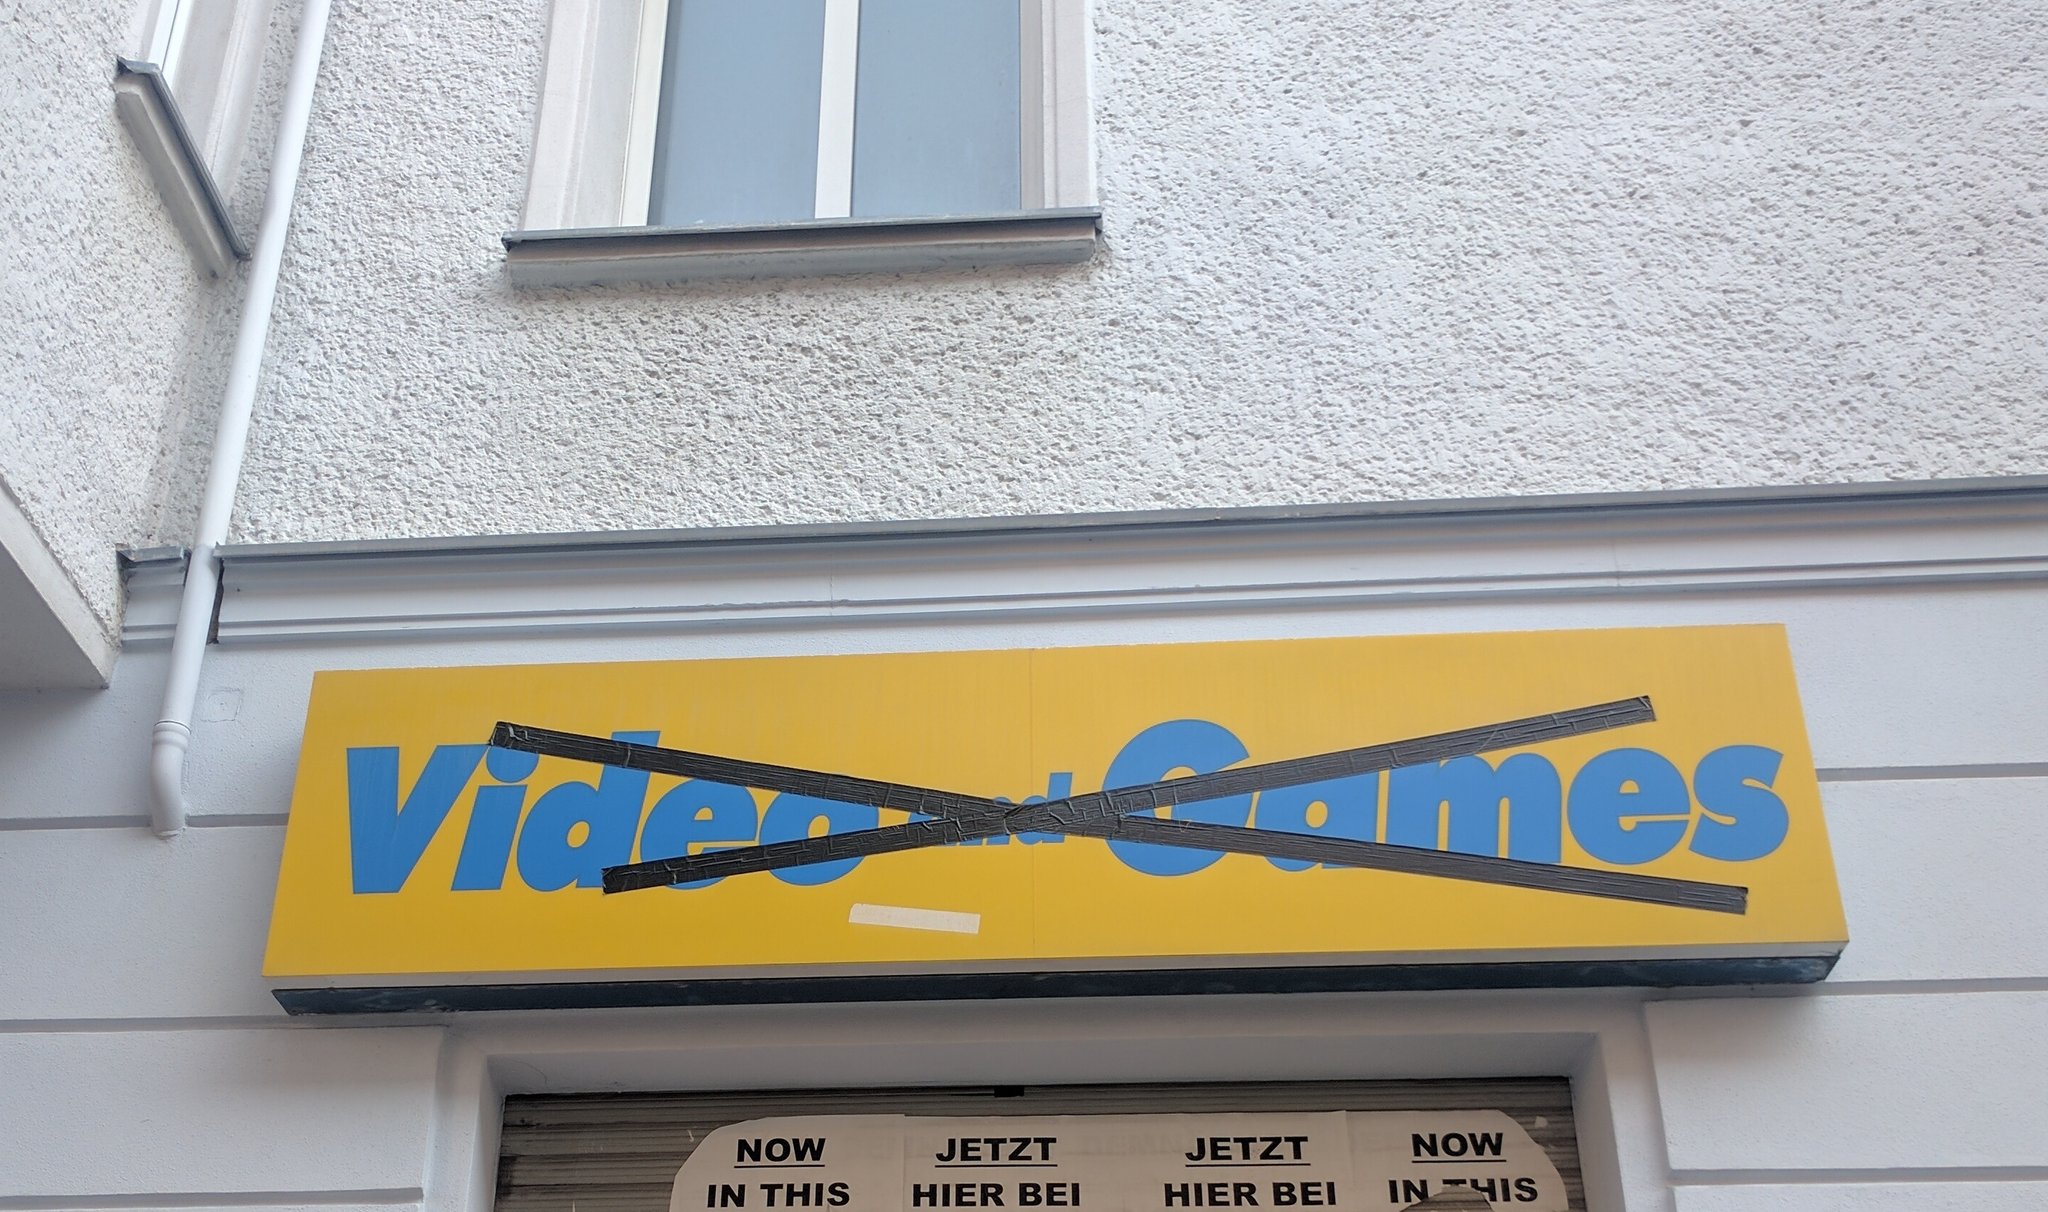 Video and Games
NOW JETZT JETZT NOW
IN THIS HIER BEI HIER BEI IN THIS